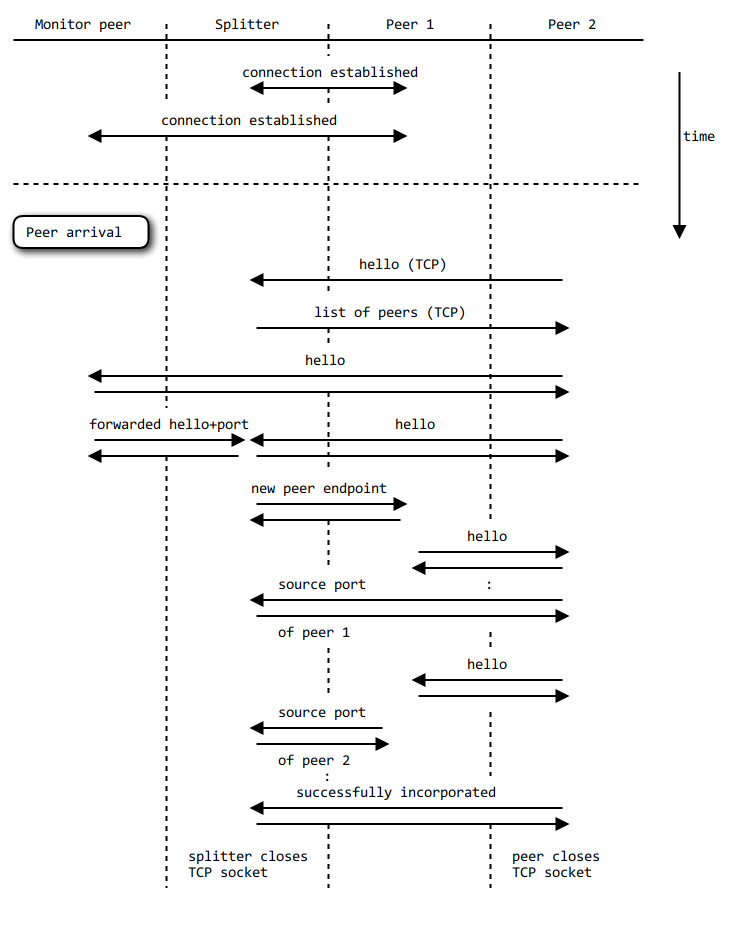 Monitor peer Splitter Peer 1 Peer 2
connection established
connection established
time
Peer arrival
hello (TCP)
list of peers (TCP)
hello
forwarded hello+port hello
new peer endpoint
hello
source port :
of peer 1
hello
source port
of peer 2
:
successfully incorporated
splitter closes peer closes
TCP socket TCP socket